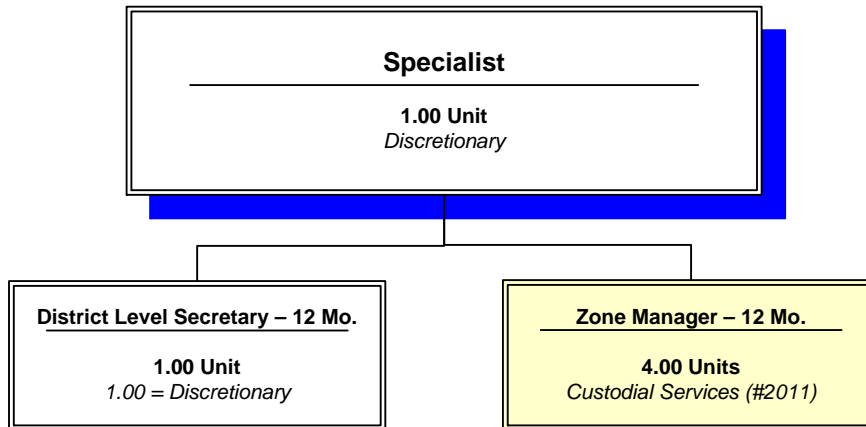 Specialist
1.00 Unit
Discretionary
District Level Secretary – 12 Mo.
1.00 Unit
1.00 = Discretionary
Zone Manager – 12 Mo.
4.00 Units
Custodial Services (#2011)